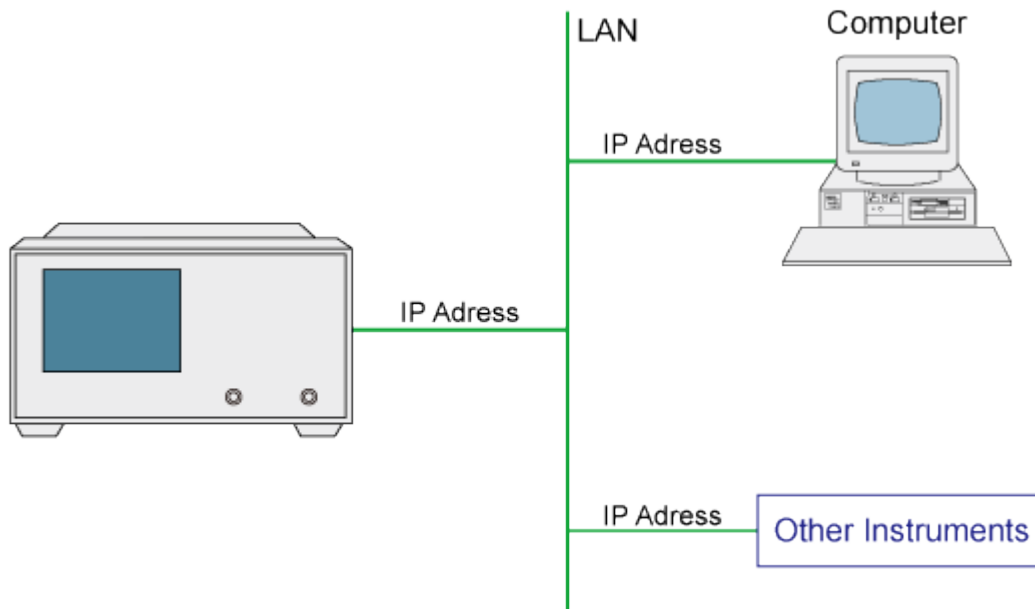 LAN
Computer
IP Adress
IP Adress
IP Adress
Other Instruments